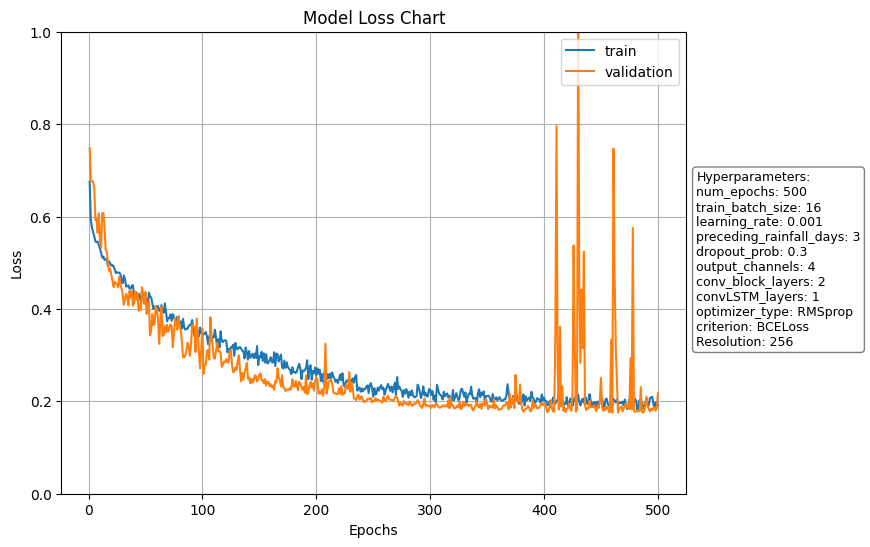 Model Loss Chart
1.0
0.8
0.6
0.4
0.2
0.0
Loss
0
100
200
300
400
500
Epochs
train
validation
Hyperparameters:
num_epochs: 500
train_batch_size: 16
learning_rate: 0.001
preceding_rainfall_days: 3
dropout_prob: 0.3
output_channels: 4
conv_block_layers: 2
convLSTM_layers: 1
optimizer_type: RMSprop
criterion: BCELoss
Resolution: 256